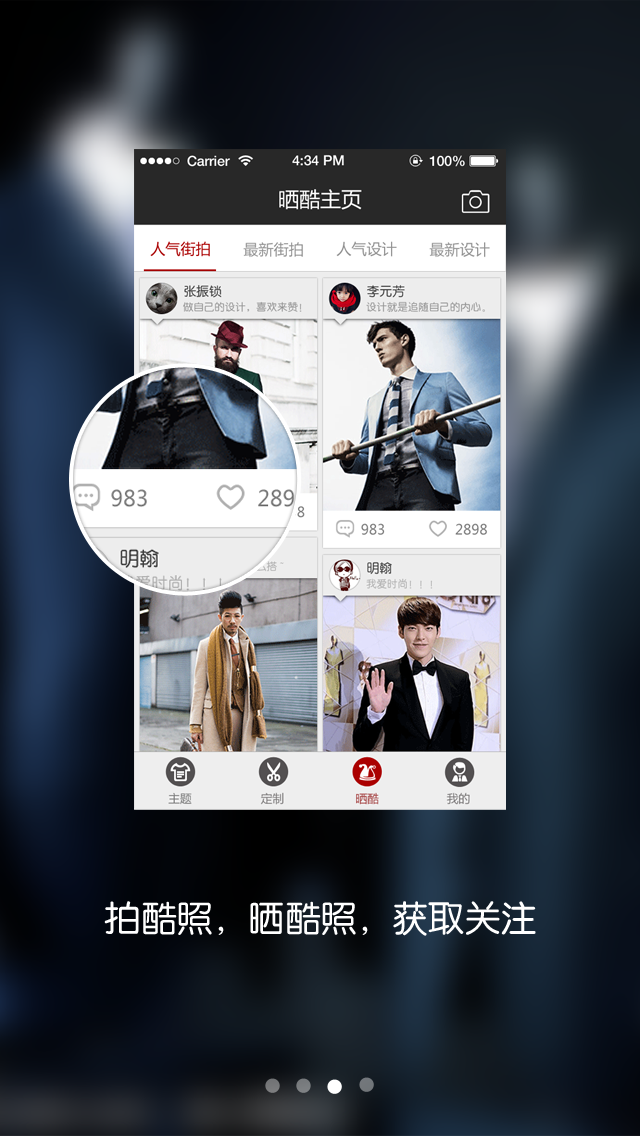 Carrier 4:34 PM 100%
晒酷主页
人气街拍 最新街拍 人气设计 最新设计
张振锁
做自己的设计，喜欢来赞！
李元芳
设计就是追随自己的内心。
983 289
8
983 2898
明翰
爱时尚！！！
么搭~
明翰
我爱时尚！！！
主题 定制 晒酷 我的
拍酷照，晒酷照，获取关注